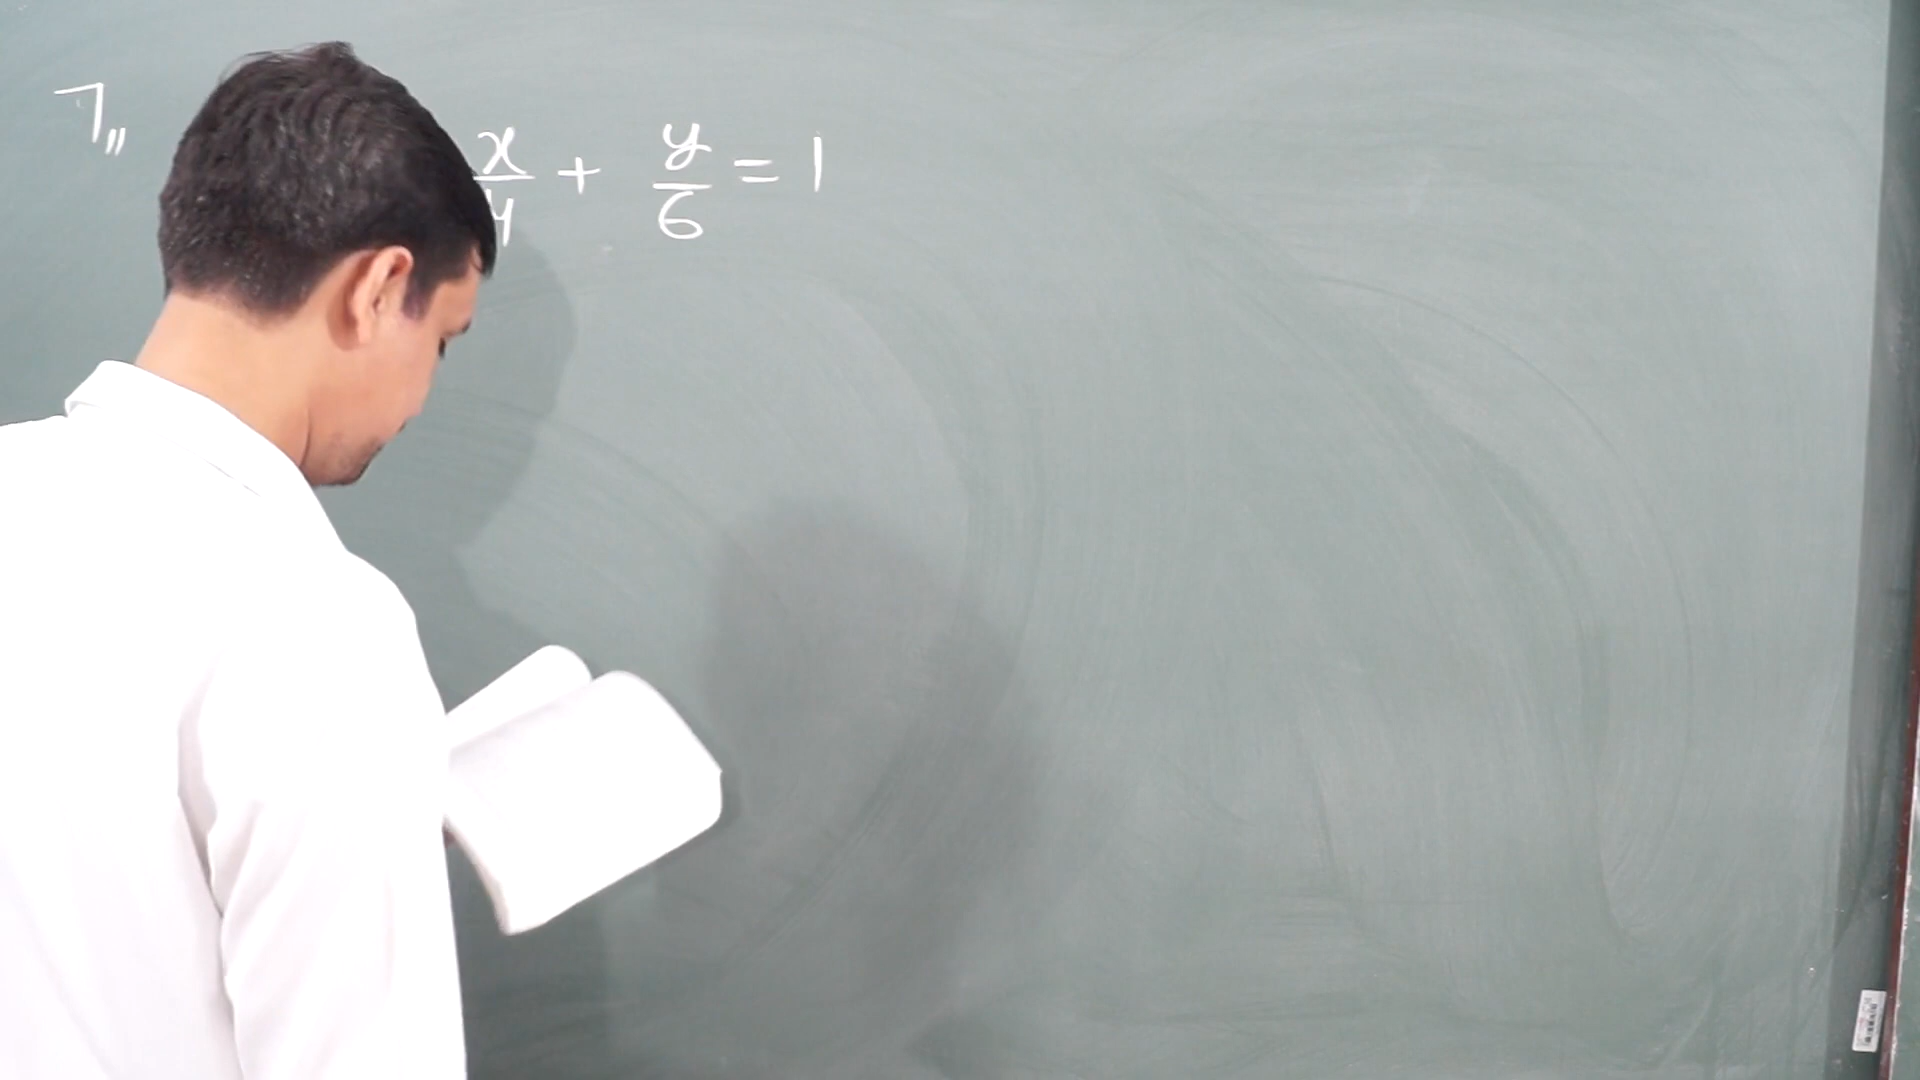 7,,
x/4 + y/6 = 1